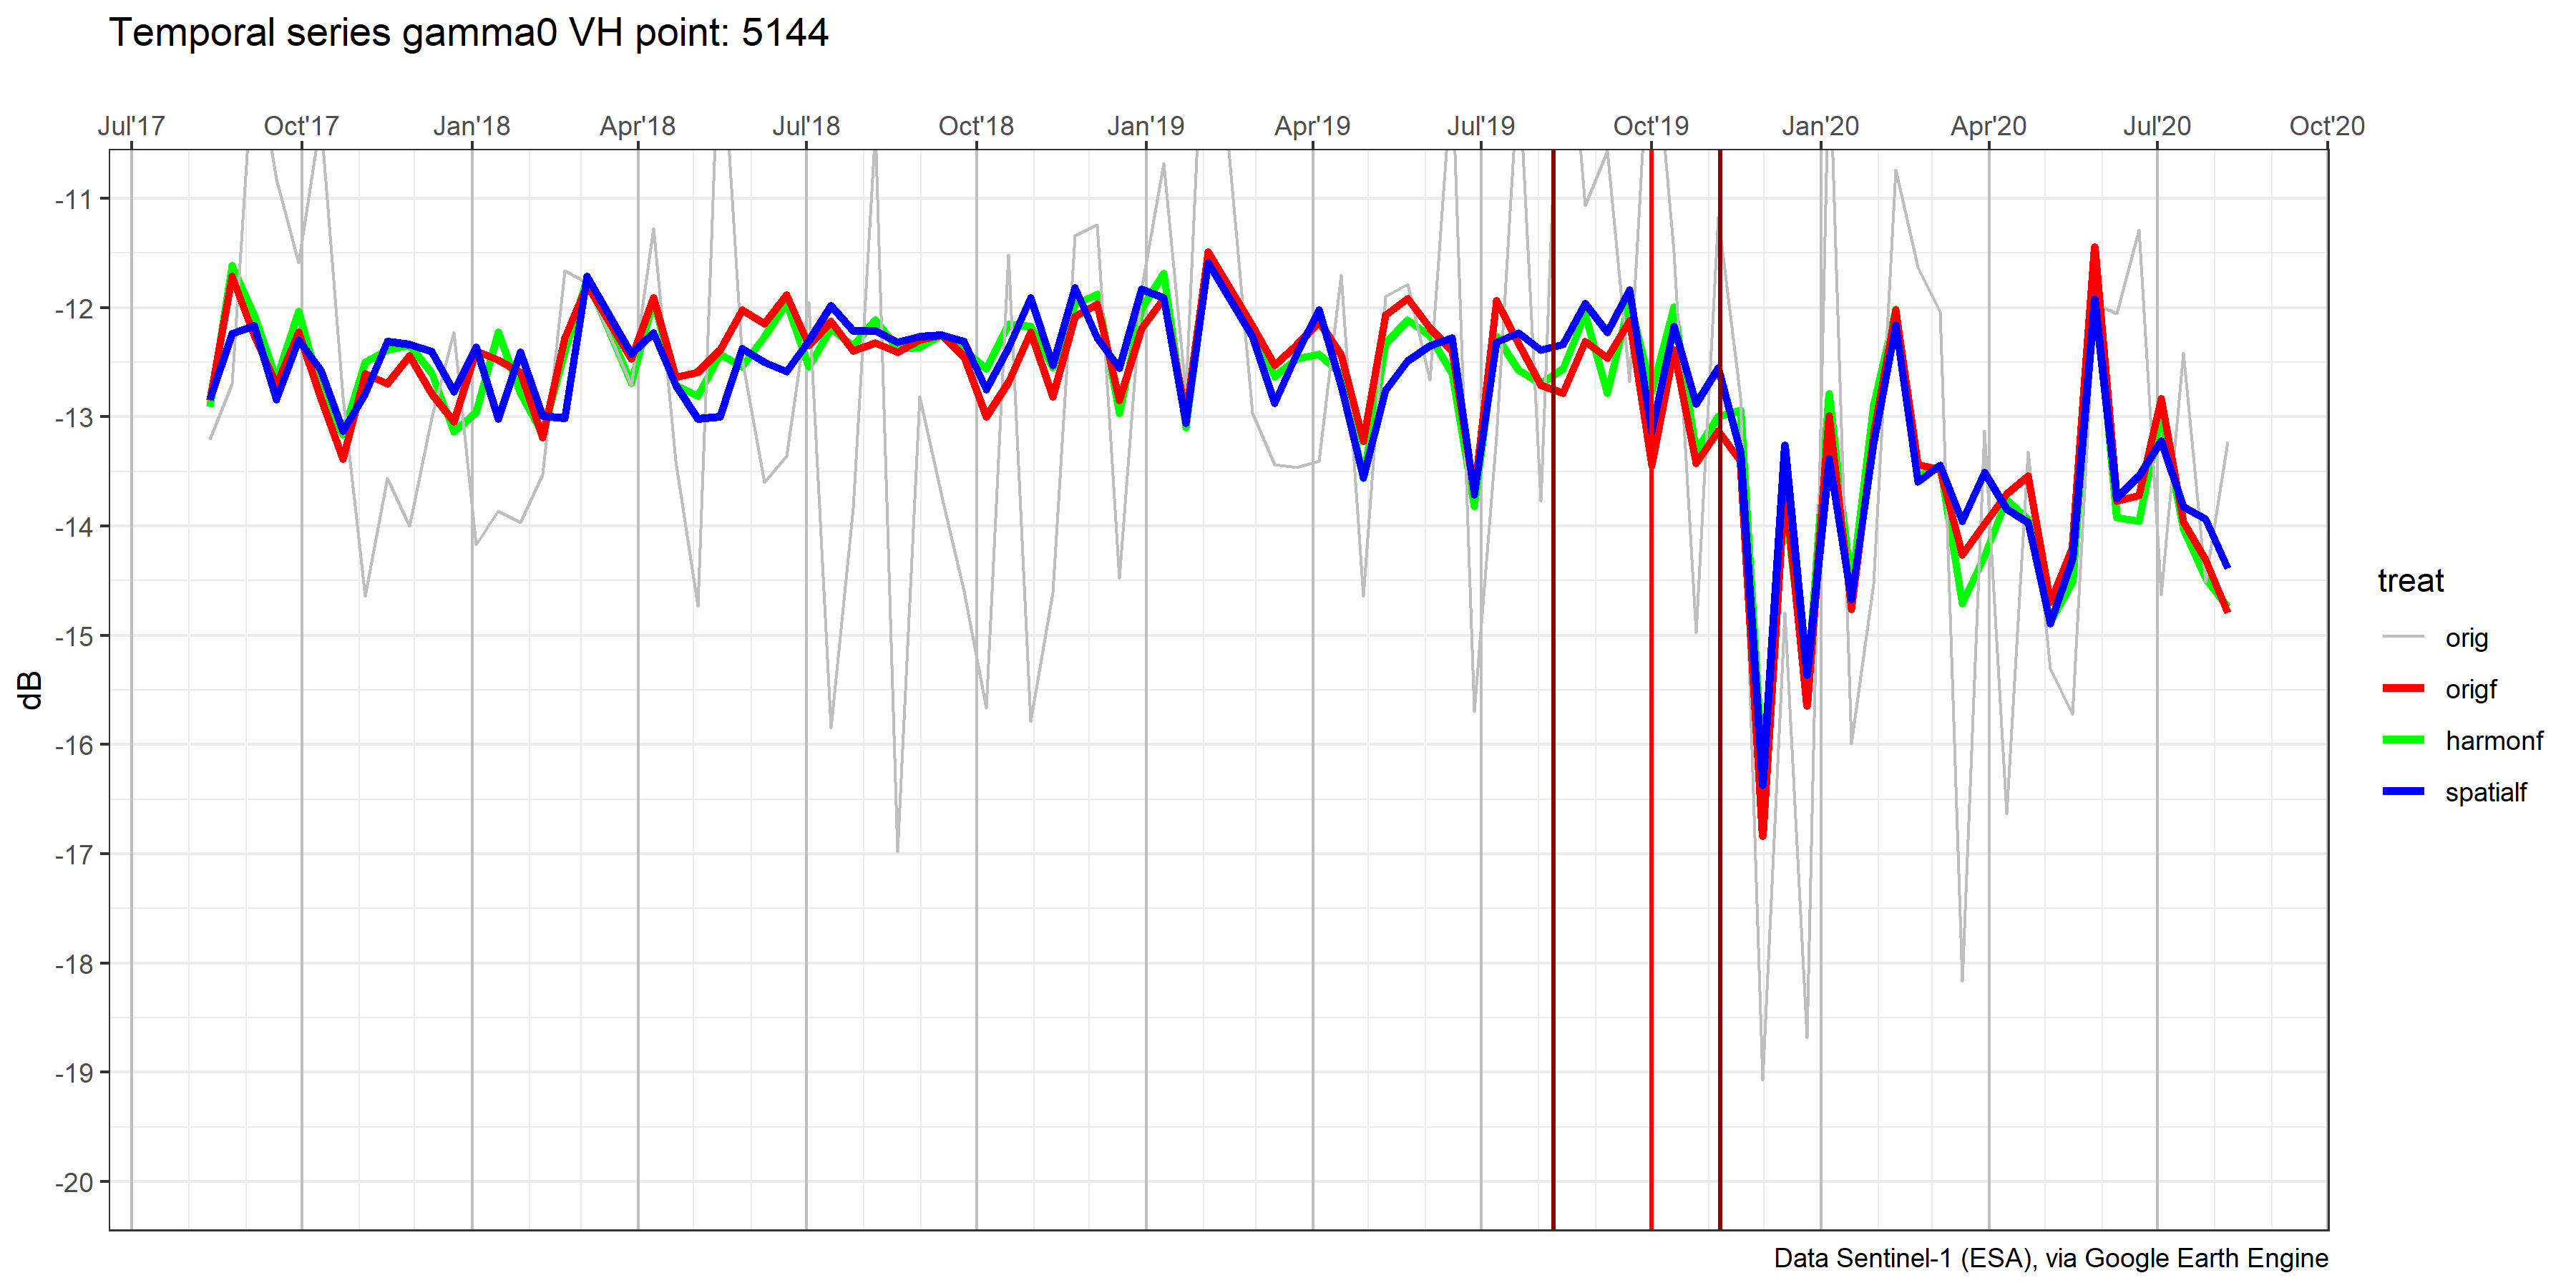 Temporal series gamma0 VH point: 5144
Jul'17 Oct'17 Jan'18 Apr'18 Jul'18 Oct'18 Jan'19 Apr'19 Jul'19 Oct'19 Jan'20 Apr'20 Jul'20 Oct'20
-11
-12
-13
-14
-15
-16
-17
-18
-19
-20
dB
treat
orig
origf
harmonf
spatialf
Data Sentinel-1 (ESA), via Google Earth Engine